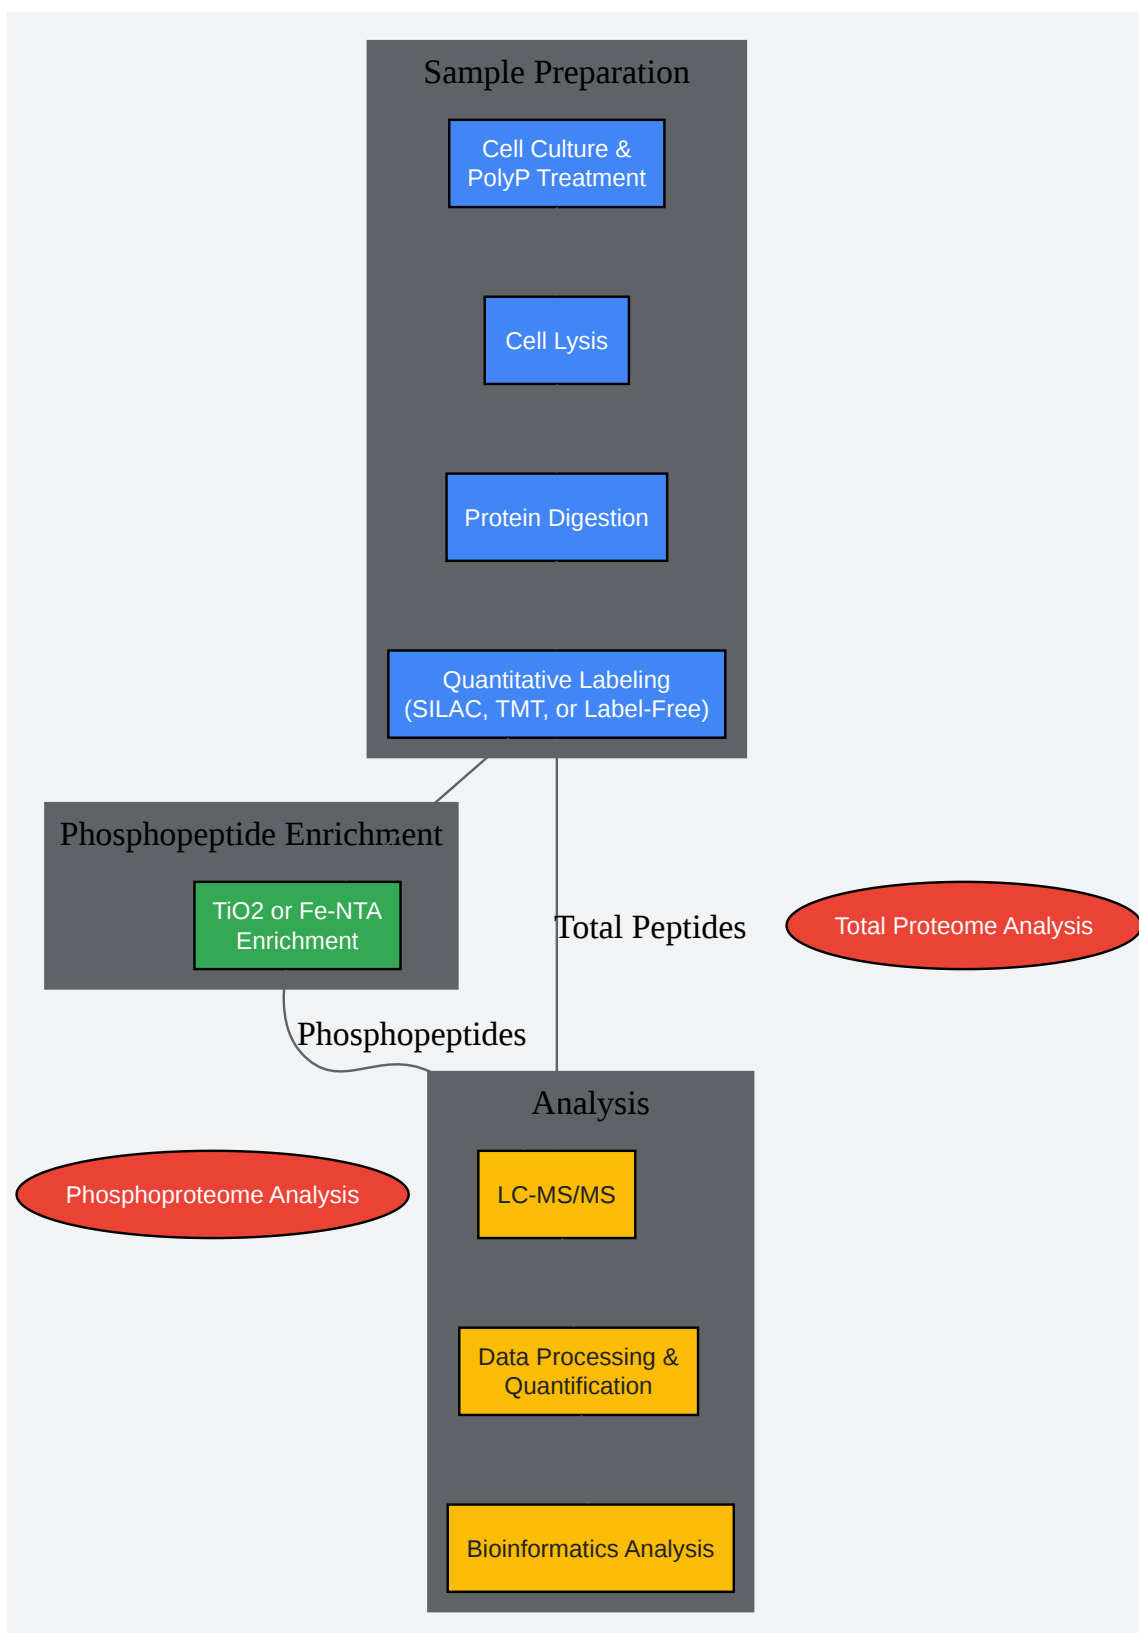 Sample Preparation
Cell Culture &
PolyP Treatment
Cell Lysis
Protein Digestion
Quantitative Labeling
(SILAC, TMT, or Label-Free)
Phosphopeptide Enrichment
TiO2 or Fe-NTA
Enrichment
Total Peptides
Total Proteome Analysis
Phosphopeptides
Analysis
Phosphoproteome Analysis
LC-MS/MS
Data Processing &
Quantification
Bioinformatics Analysis